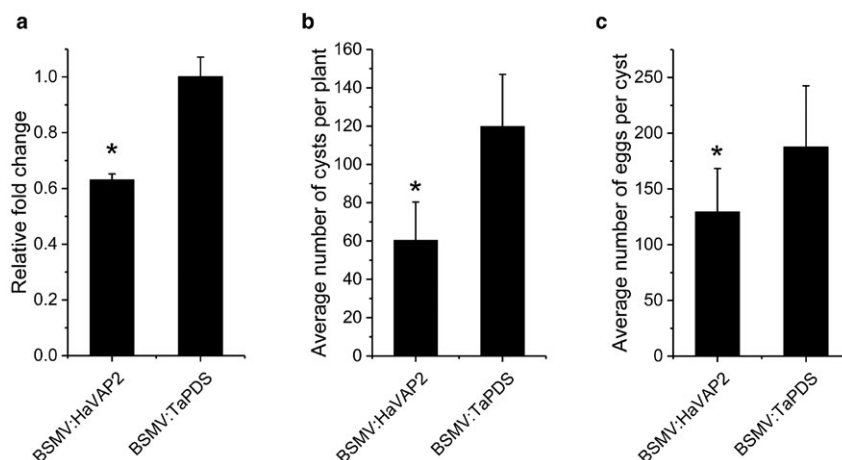 a
Relative fold change
1.0
0.8
0.6
0.4
0.2
0.0
*
BSMV:HaVAP2
BSMV:TaPDS
b
Average number of cysts per plant
160
140
120
100
80
60
40
20
0
*
BSMV:HaVAP2
BSMV:TaPDS
c
Average number of eggs per cyst
250
200
150
100
50
0
*
BSMV:HaVAP2
BSMV:TaPDS